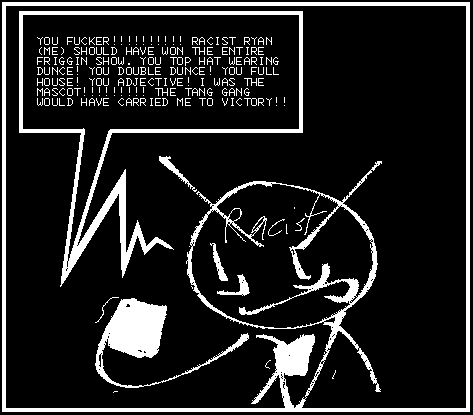 YOU FUCKER!!!!!!!!!! RACIST RYAN
(ME) SHOULD HAVE WON THE ENTIRE
FRIGGIN SHOW. YOU TOP HAT WEARING
DUNCE! YOU DOUBLE DUNCE! YOU FULL
HOUSE! YOU ADJECTIVE! I WAS THE
MASCOT!!!!!!!!! THE TANG GANG
WOULD HAVE CARRIED ME TO VICTORY!!
Racist